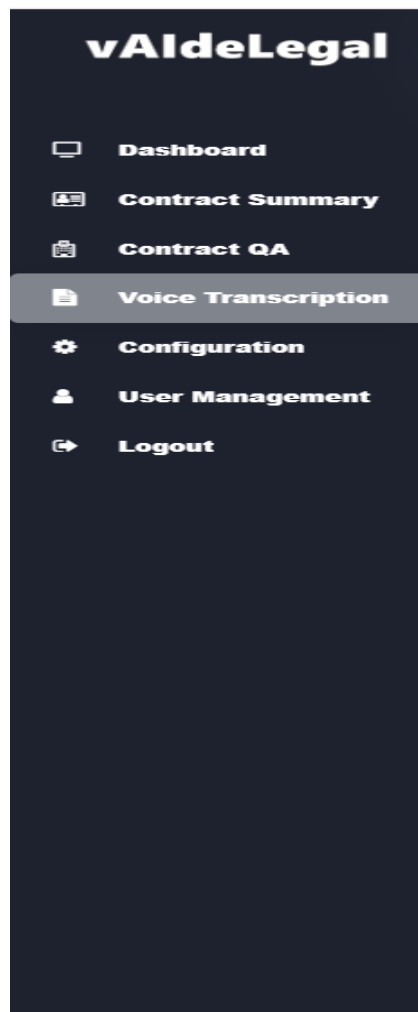 vAIdeLegal
Dashboard
Contract Summary
Contract QA
Voice Transcription
Configuration
User Management
Logout